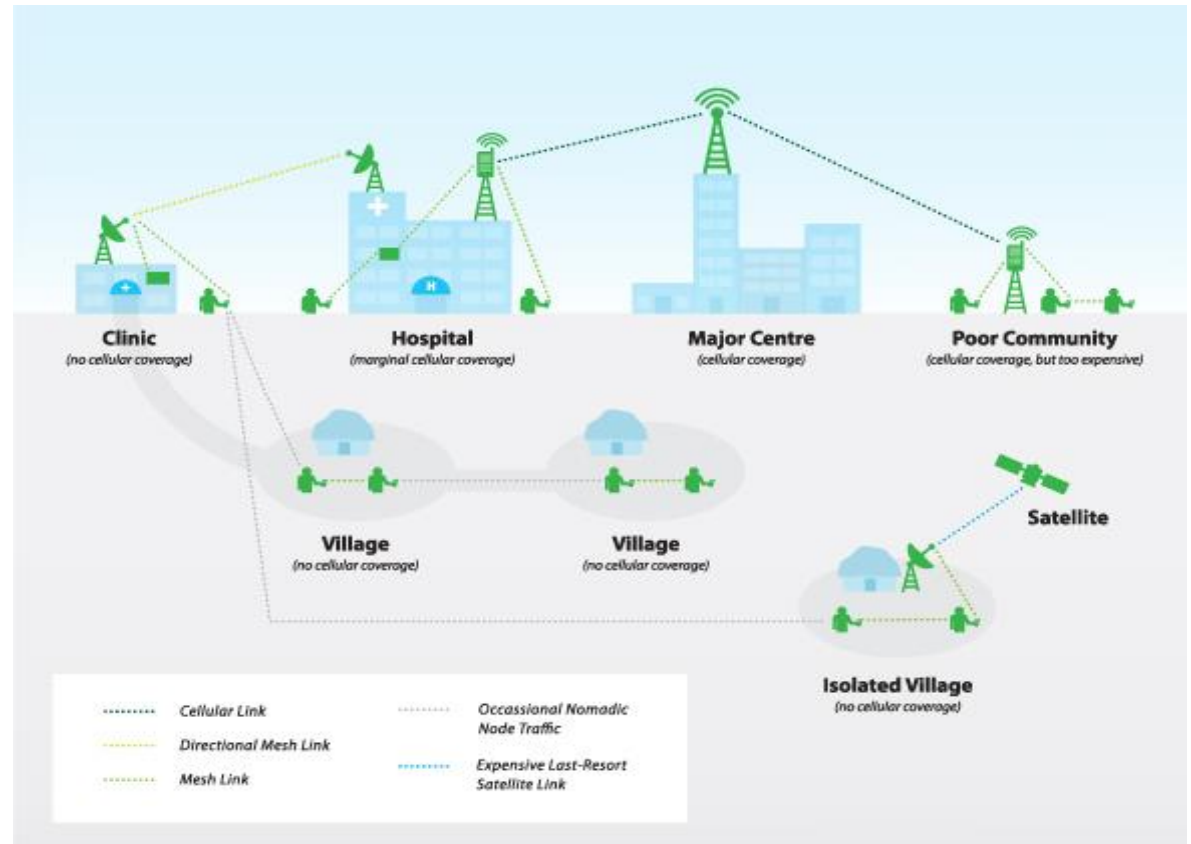 H
Clinic
(no cellular coverage)
Hospital
(marginal cellular coverage)
Major Centre
(cellular coverage)
Poor Community
(cellular coverage, but too expensive)
Satellite
Village
(no cellular coverage)
Village
(no cellular coverage)
Isolated Village
(no cellular coverage)
Cellular Link
Directional Mesh Link
Mesh Link
Occassional Nomadic
Node Traffic
Expensive Last-Resort
Satellite Link